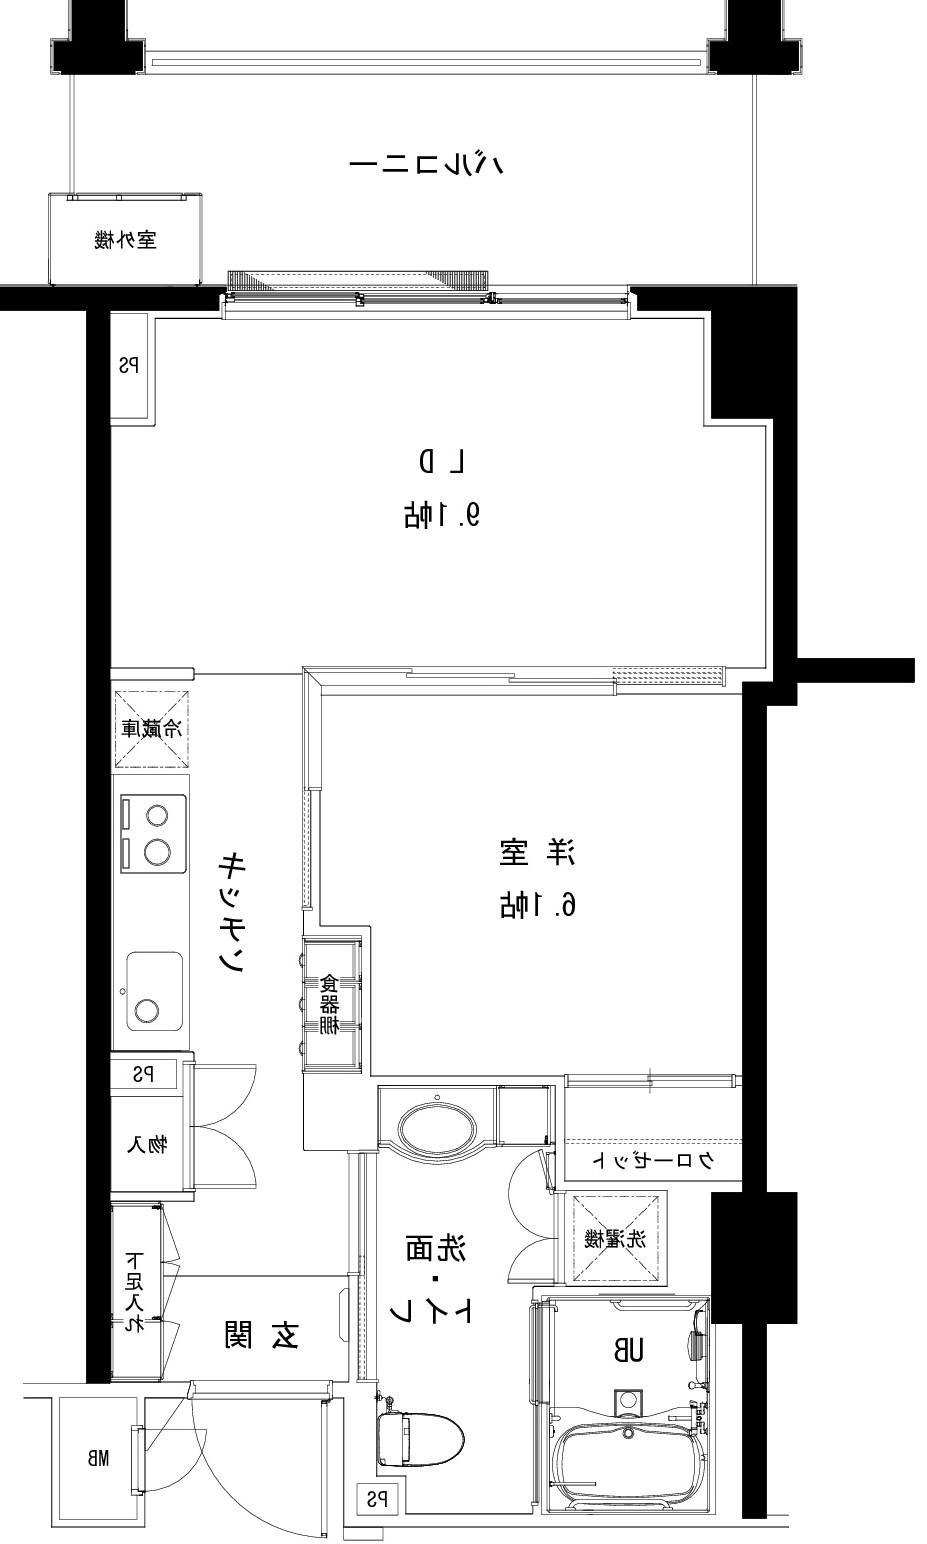 バルコニー
室外機
PS
LD
9.1帖
冷蔵庫
キッチン
洋室
6.1帖
食器棚
PS
物入
クローゼット
洗濯機
洗面・トイレ
下足入れ
玄関
UB
MB
PS